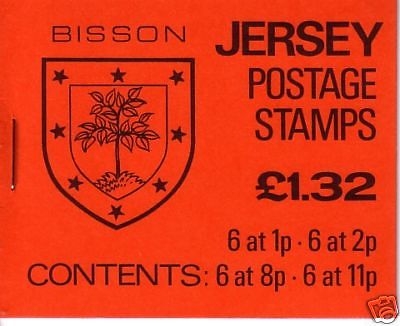 BISSON
JERSEY
POSTAGE
STAMPS
£1.32
6 at 1p · 6 at 2p
CONTENTS: 6 at 8p · 6 at 11p